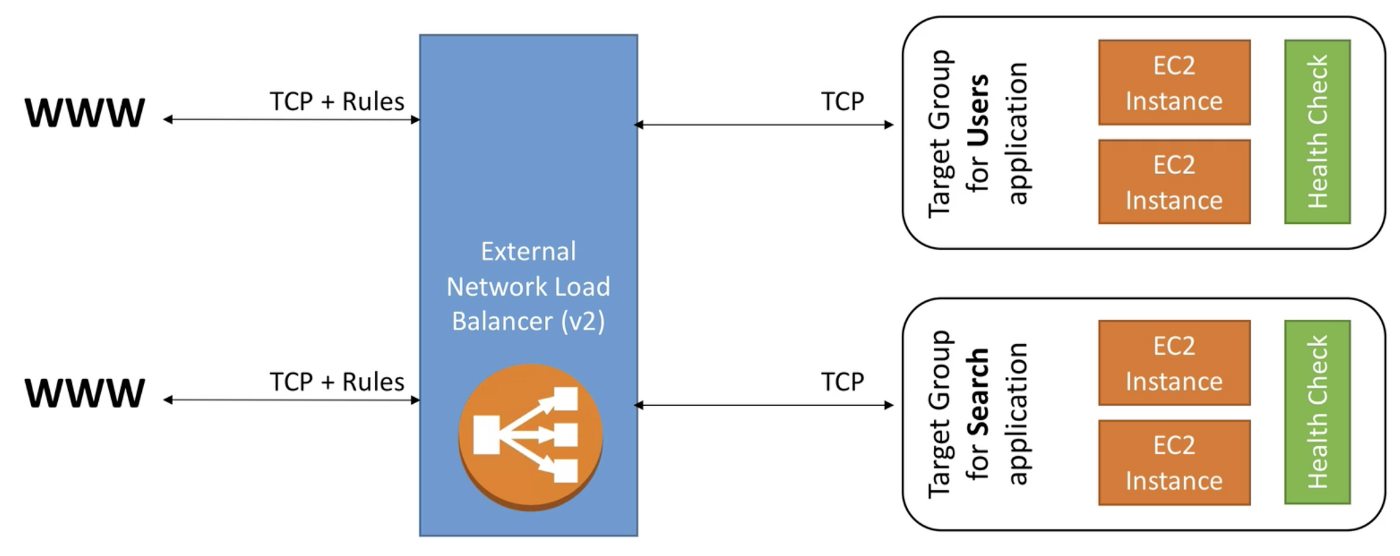 WWW
TCP + Rules
TCP
Target Group
for Users
application
EC2
Instance
EC2
Instance
Health Check
External
Network Load
Balancer (v2)
WWW
TCP + Rules
TCP
Target Group
for Search
application
EC2
Instance
EC2
Instance
Health Check